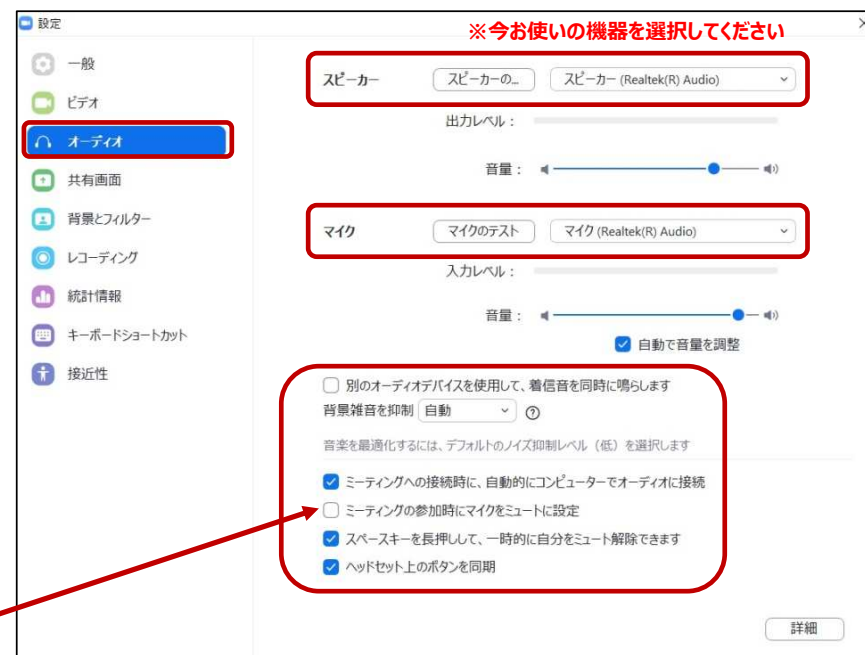 設定
※今お使いの機器を選択してください
一般
ビデオ
オーディオ
共有画面
背景とフィルター
レコーディング
統計情報
キーボードショートカット
接近性
スピーカー スピーカーの... スピーカー (Realtek(R) Audio)
出力レベル：
音量：
マイク マイクのテスト マイク (Realtek(R) Audio)
入力レベル：
音量：
自動で音量を調整
別のオーディオデバイスを使用して、着信音を同時に鳴らします
背景雑音を抑制 自動
音楽を最適化するには、デフォルトのノイズ抑制レベル（低）を選択します
ミーティングへの接続時に、自動的にコンピューターでオーディオに接続
ミーティングの参加時にマイクをミュートに設定
スペースキーを長押しして、一時的に自分をミュート解除できます
ヘッドセット上のボタンを同期
詳細